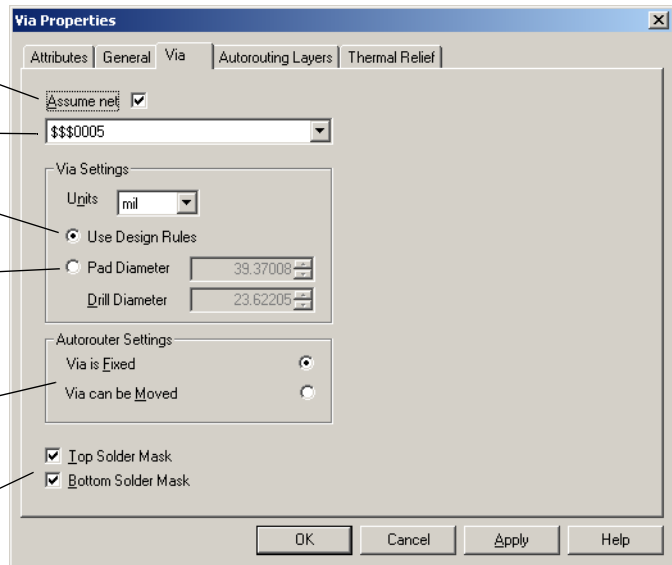 Via Properties
Attributes General Via Autorouting Layers Thermal Relief
Assume net
$$$0005
Via Settings
Units mil
Use Design Rules
Pad Diameter 39.37008
Drill Diameter 23.62205
Autorouter Settings
Via is Fixed
Via can be Moved
Top Solder Mask
Bottom Solder Mask
OK Cancel Apply Help